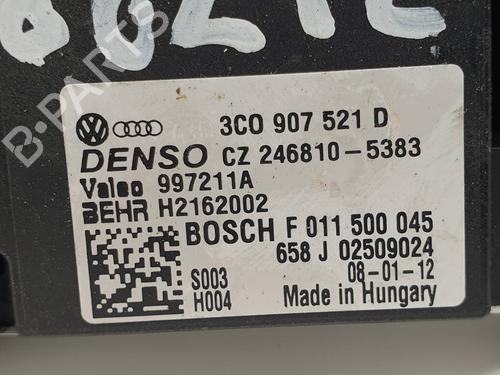 B-PARTS
3C0 907 521 D
DENSO CZ 246810-5383
Valeo 997211A
BEHR H2162002
BOSCH F 011 500 045
658 J 02509024
S003
H004
08-01-12
Made in Hungary